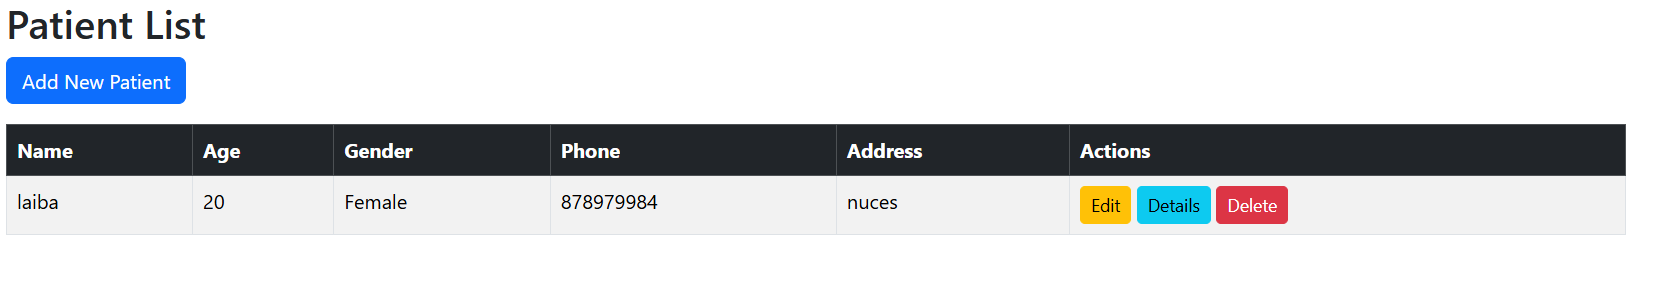 Patient List
Add New Patient
Name Age Gender Phone Address Actions
laiba 20 Female 878979984 nuces Edit Details Delete